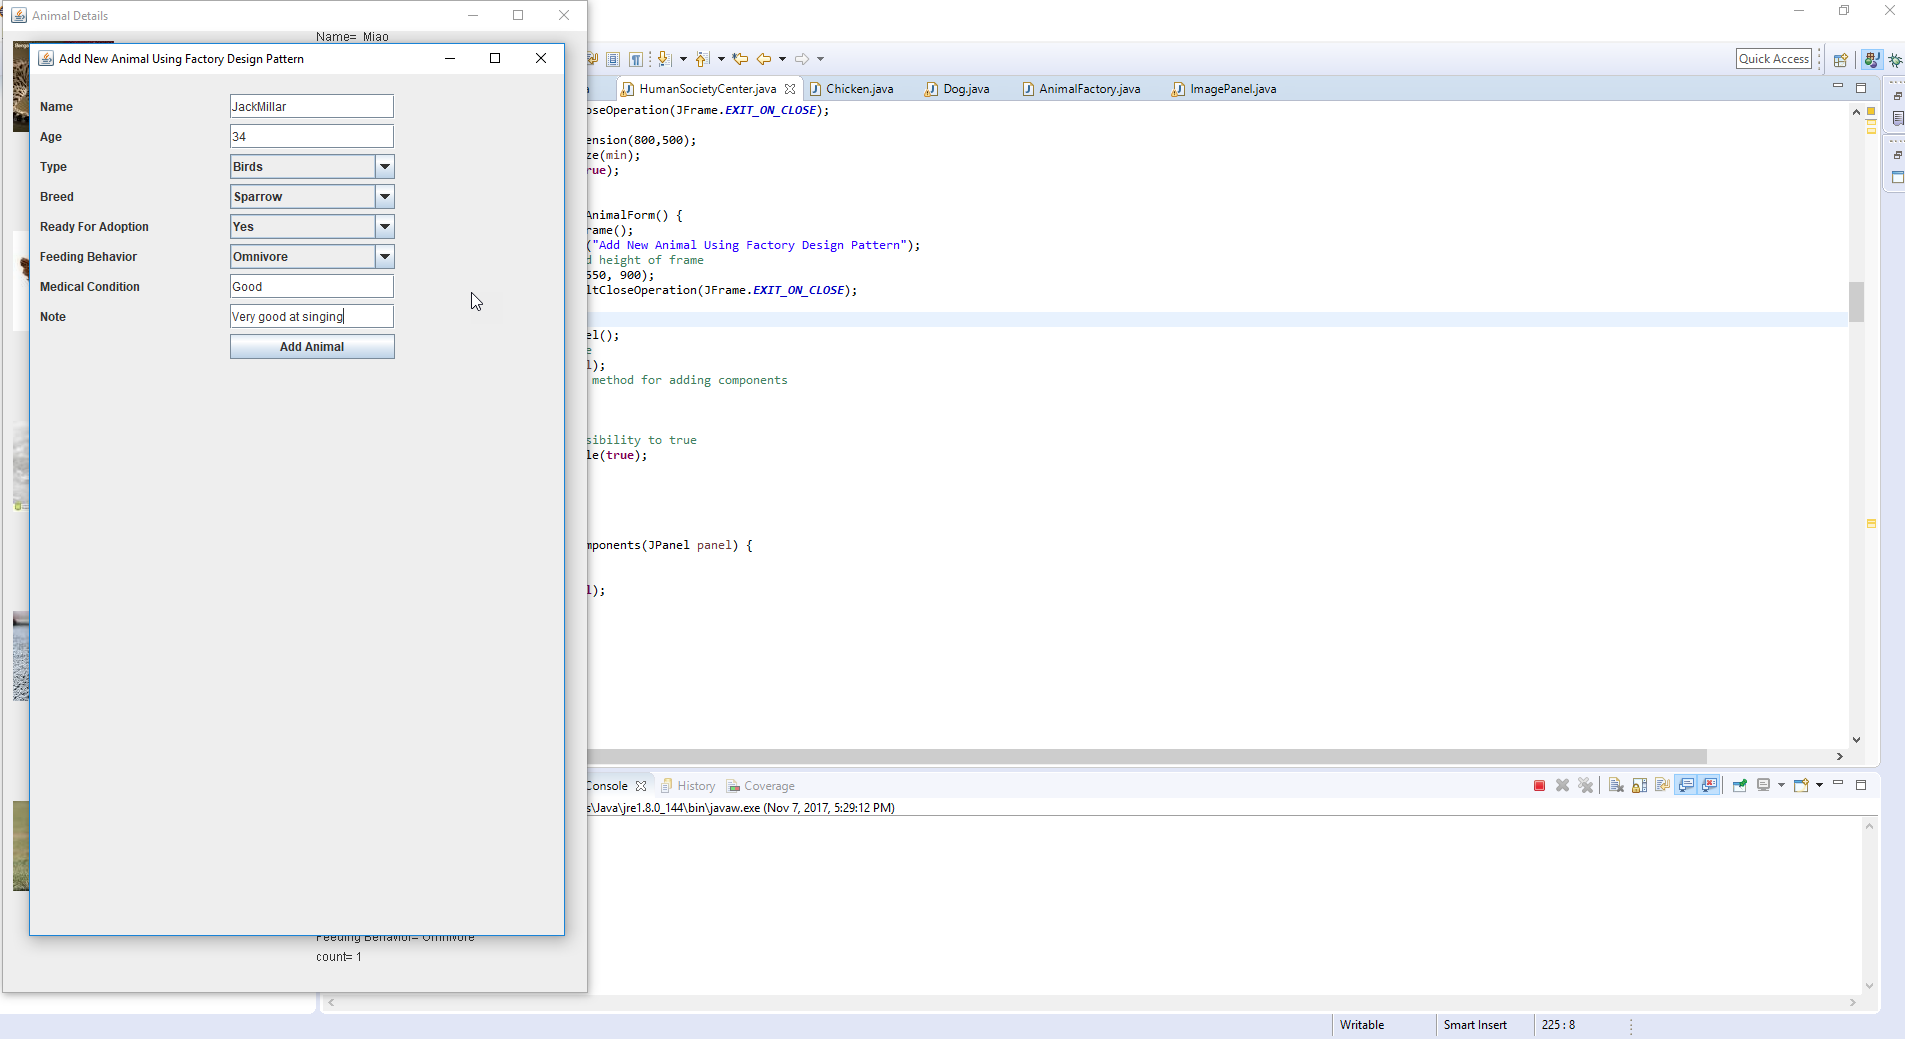 Animal Details
Name= Miao
Add New Animal Using Factory Design Pattern
Name JackMillar
Age 34
Type Birds
Breed Sparrow
Ready For Adoption Yes
Feeding Behavior Omnivore
Medical Condition Good
Note Very good at singing
Add Animal
Feeding Behavior= Omnivore
count= 1
Quick Access
HumanSocietyCenter.java Chicken.java Dog.java AnimalFactory.java ImagePanel.java
oseOperation(JFrame.EXIT_ON_CLOSE);
ension(800,500);
ze(min);
rue);
AnimalForm() {
rame();
("Add New Animal Using Factory Design Pattern");
d height of frame
550, 900);
ltCloseOperation(JFrame.EXIT_ON_CLOSE);
el();
e
l);
method for adding components
sibility to true
le(true);
mponents(JPanel panel) {
l);
Console History Coverage
s\Java\jre1.8.0_144\bin\javaw.exe (Nov 7, 2017, 5:29:12 PM)
Writable Smart Insert 225 : 8